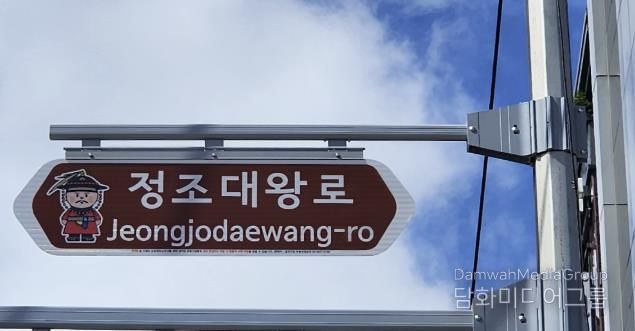 정조대왕로
Jeongjodaewang-ro
DamwahMediaGroup
담화미디어그룹